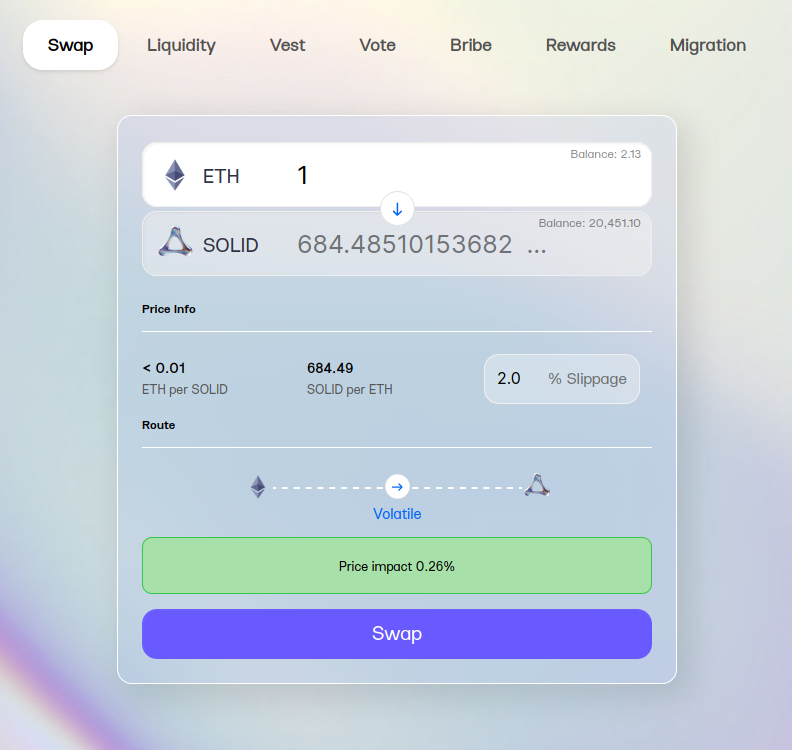 Swap Liquidity Vest Vote Bribe Rewards Migration
Balance: 2.13
ETH 1
Balance: 20,451.10
SOLID 684.48510153682 ...
Price Info
< 0.01 684.49
2.0 % Slippage
ETH per SOLID SOLID per ETH
Route
Volatile
Price impact 0.26%
Swap